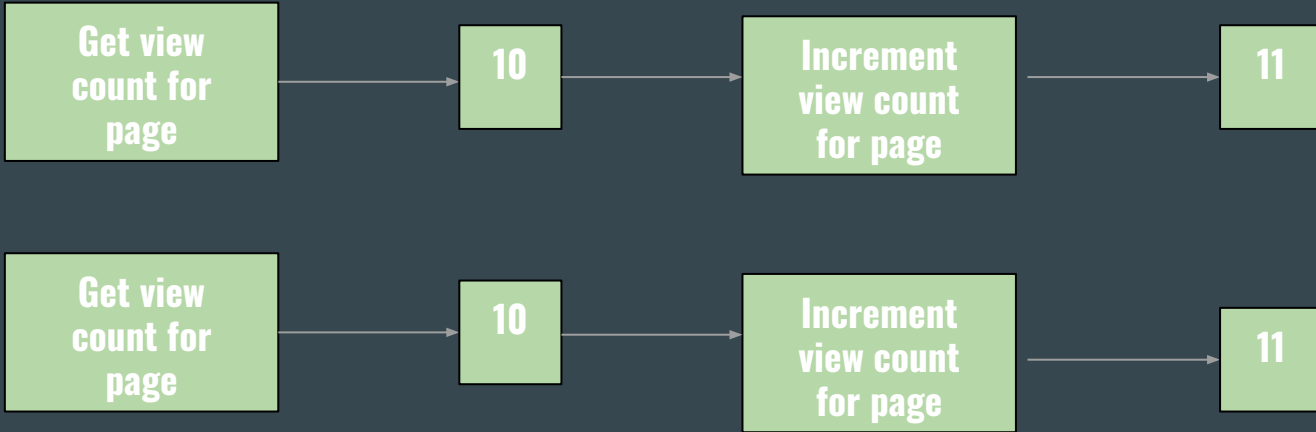 Get view
count for
page
10
Increment
view count
for page
11
Get view
count for
page
10
Increment
view count
for page
11